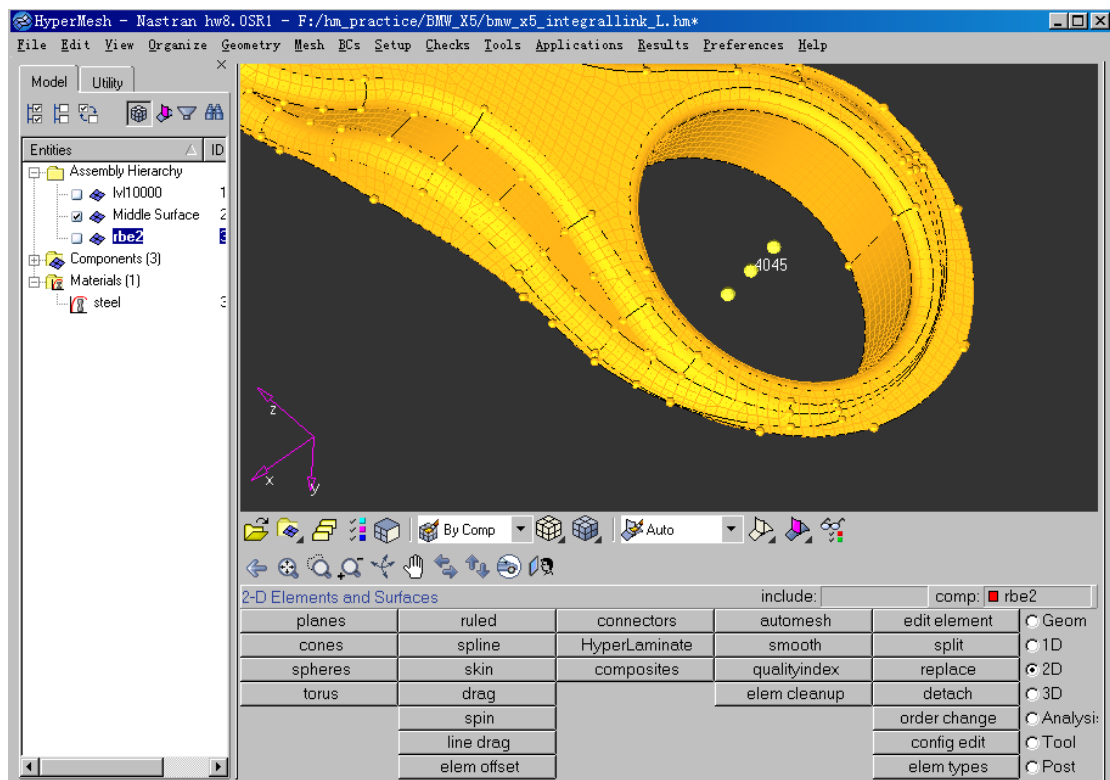 HyperMesh - Nastran hw8.0SR1 - F:/hm_practice/BMW_X5/bmw_x5_integrallink_L.hm*
File Edit View Organize Geometry Mesh BCs Setup Checks Tools Applications Results Preferences Help
Model Utility
Entities ID
Assembly Hierarchy
lvl10000 1
Middle Surface 2
rbe2 3
Components (3)
Materials (1)
steel 3
4045
z
x
y
By Comp Auto
2-D Elements and Surfaces include: comp: rbe2
planes ruled connectors automesh edit element Geom
cones spline HyperLaminate smooth split 1D
spheres skin composites qualityindex replace 2D
torus drag elem cleanup detach 3D
spin order change Analysi
line drag config edit Tool
elem offset elem types Post